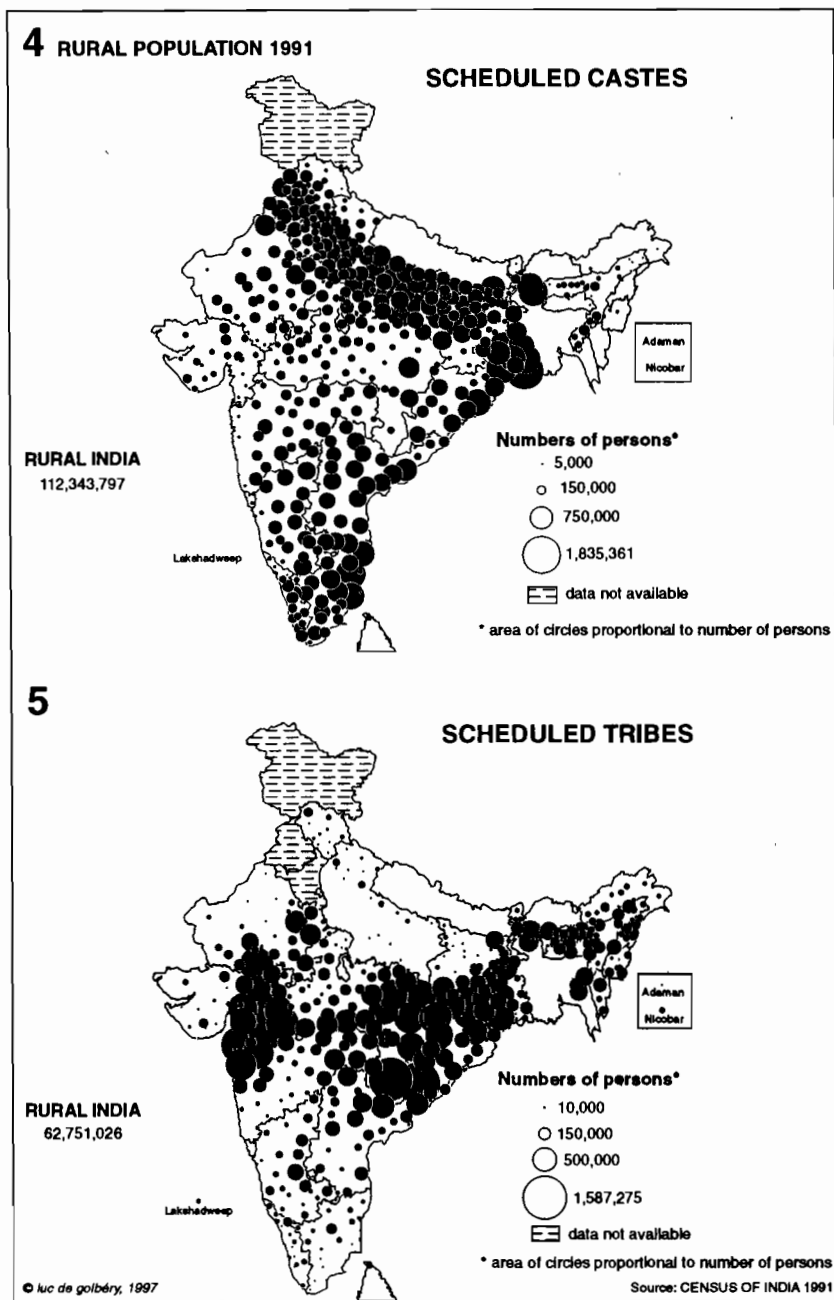 4 RURAL POPULATION 1991
SCHEDULED CASTES
Adaman
Nicobar
RURAL INDIA
112,343,797
Lakshadweep
Numbers of persons*
5,000
150,000
750,000
1,835,361
data not available
* area of circles proportional to number of persons
5
SCHEDULED TRIBES
Adaman
Nicobar
RURAL INDIA
62,751,026
Lakshadweep
Numbers of persons*
10,000
150,000
500,000
1,587,275
data not available
* area of circles proportional to number of persons
© luc de golbéry, 1997
Source: CENSUS OF INDIA 1991